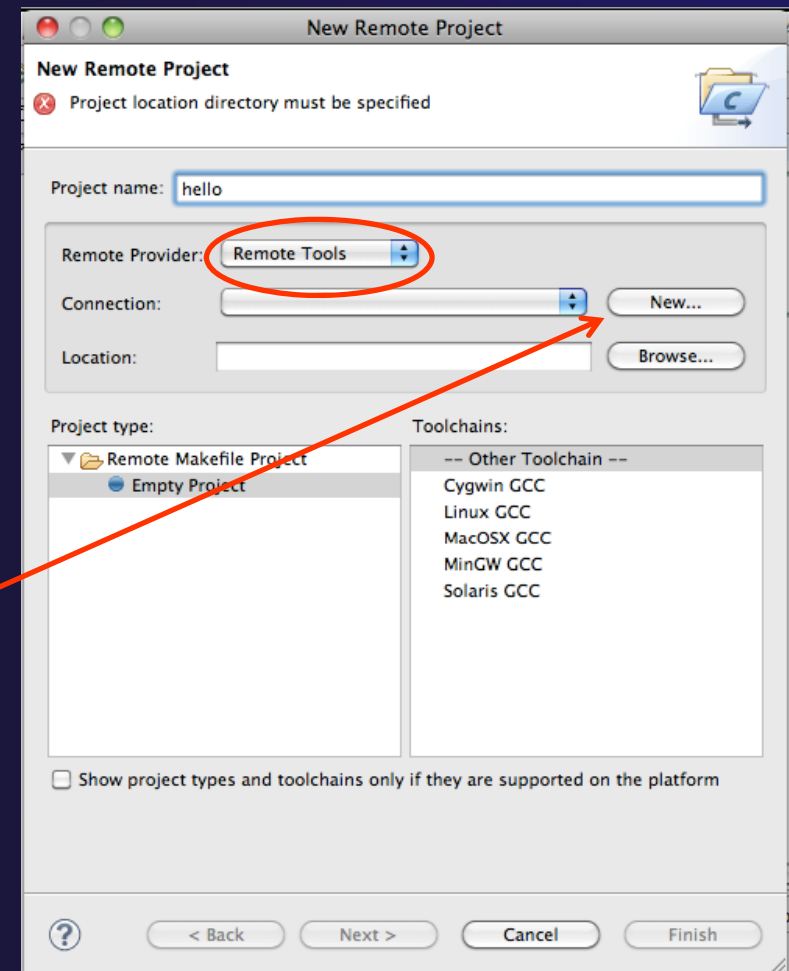 New Remote Project
New Remote Project
Project location directory must be specified
Project name: hello
Remote Provider: Remote Tools
Connection: New...
Location: Browse...
Project type: Toolchains:
Remote Makefile Project -- Other Toolchain --
Empty Project Cygwin GCC
Linux GCC
MacOSX GCC
MinGW GCC
Solaris GCC
Show project types and toolchains only if they are supported on the platform
? < Back Next > Cancel Finish